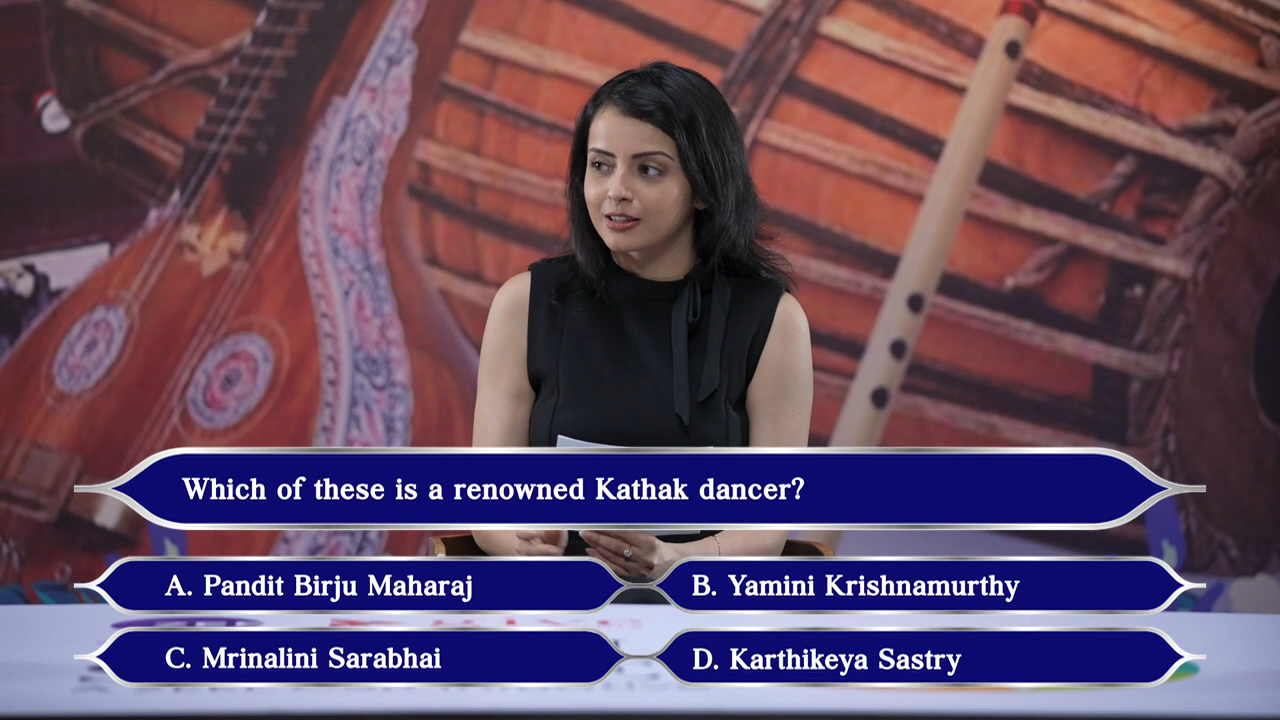 Which of these is a renowned Kathak dancer?
A. Pandit Birju Maharaj
B. Yamini Krishnamurthy
C. Mrinalini Sarabhai
D. Karthikeya Sastry